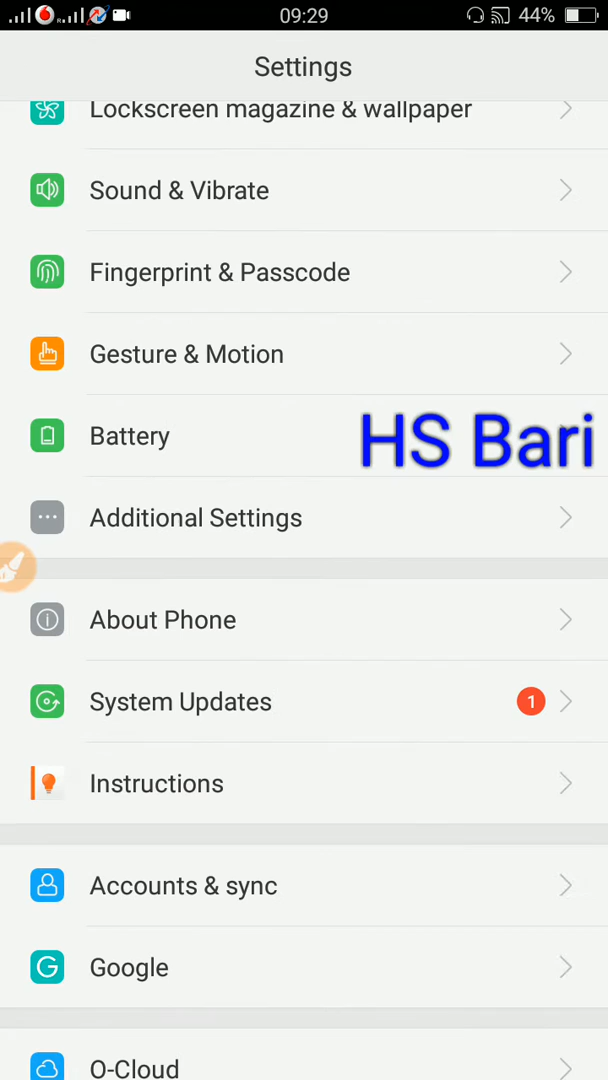 R
09:29
44%
Settings
Lockscreen magazine & wallpaper
Sound & Vibrate
Fingerprint & Passcode
Gesture & Motion
Battery
HS Bari
Additional Settings
About Phone
System Updates
1
Instructions
Accounts & sync
G
Google
O-Cloud